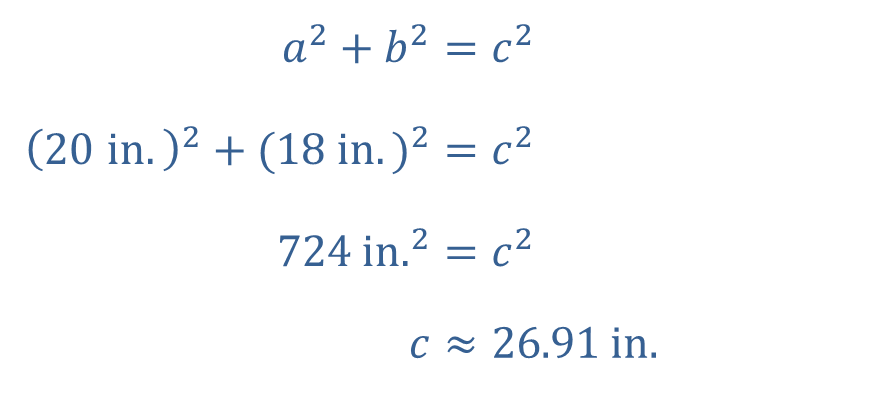 a² + b² = c²
(20 in.)² + (18 in.)² = c²
724 in.² = c²
c ≈ 26.91 in.